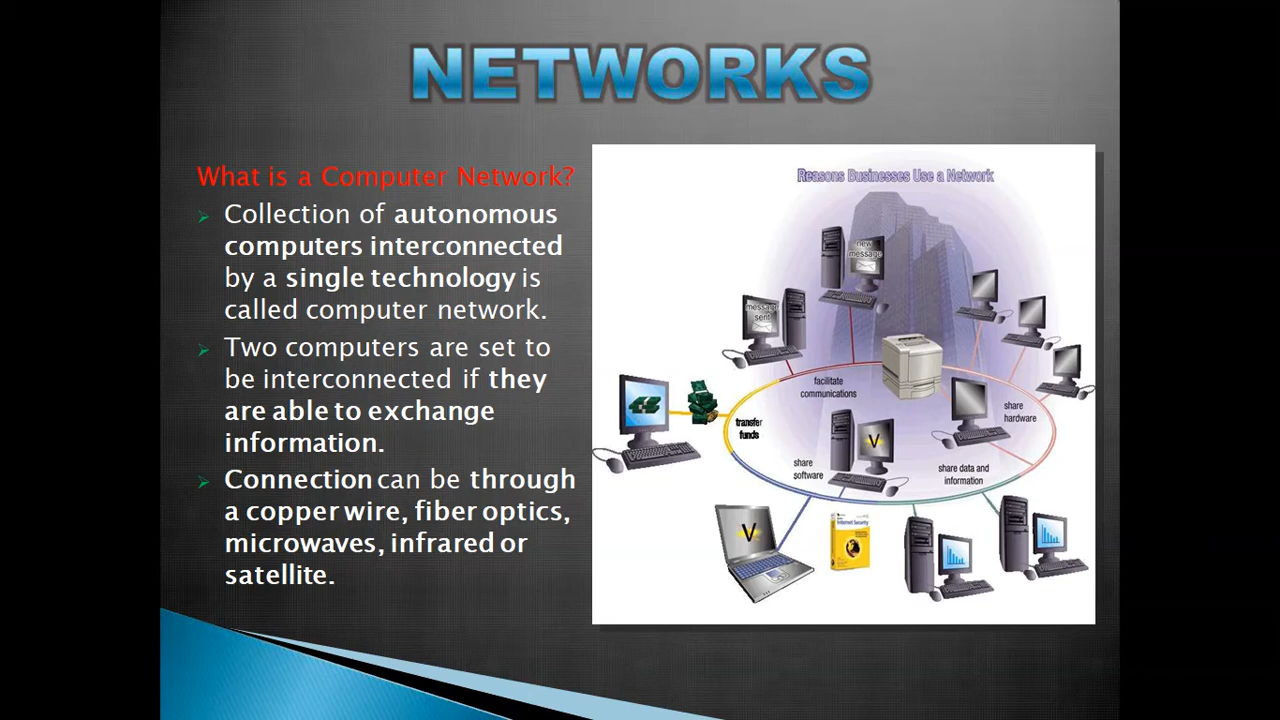 NETWORKS
What is a Computer Network?
Collection of autonomous
computers interconnected
by a single technology is
called computer network.
Two computers are set to
be interconnected if they
are able to exchange
information.
Connection can be through
a copper wire, fiber optics,
microwaves, infrared or
satellite.
Reasons Businesses Use a Network
new
message
message
sent
facilitate
communications
share
hardware
transfer
funds
share
software
share data and
information
V
V
Internet Security